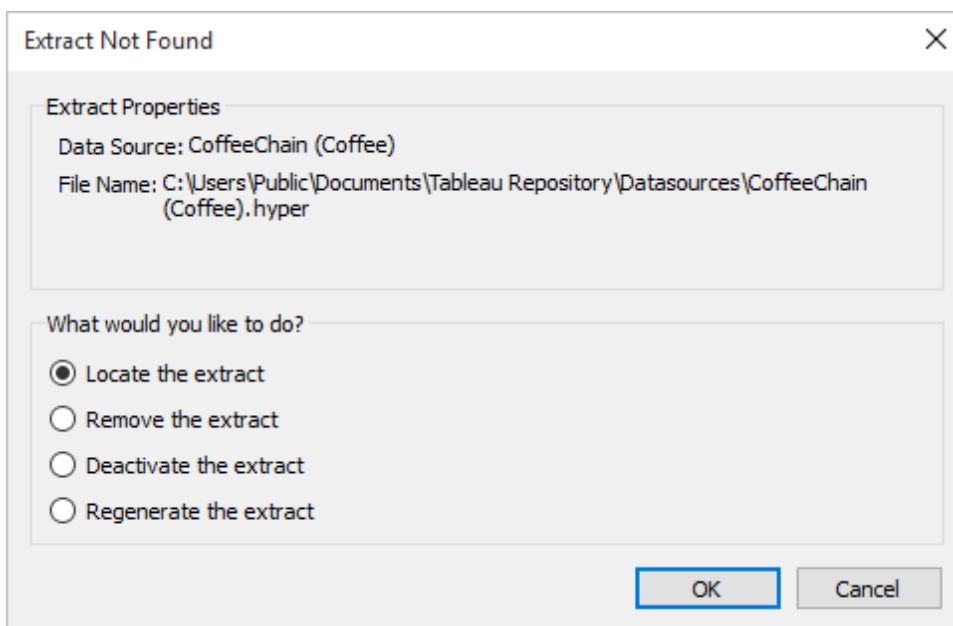 Extract Not Found
Extract Properties
Data Source: CoffeeChain (Coffee)
File Name: C:\Users\Public\Documents\Tableau Repository\Datasources\CoffeeChain
(Coffee).hyper
What would you like to do?
Locate the extract
Remove the extract
Deactivate the extract
Regenerate the extract
OK Cancel